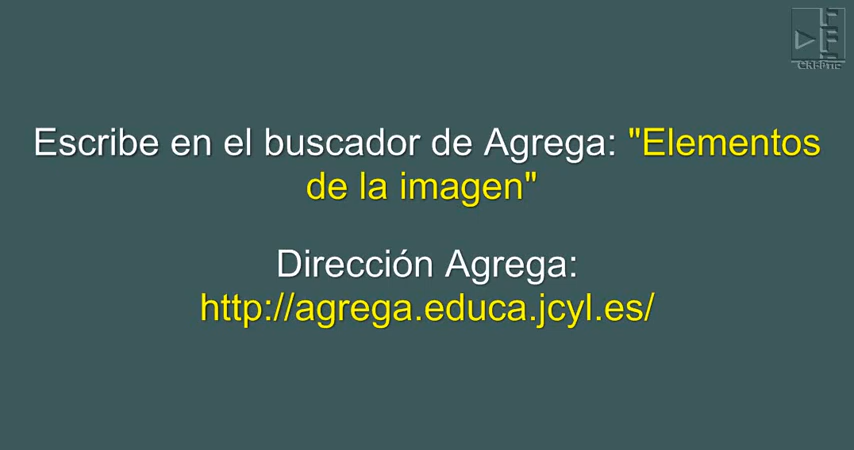 Escribe en el buscador de Agrega: "Elementos
de la imagen"
Dirección Agrega:
http://agrega.educa.jcyl.es/